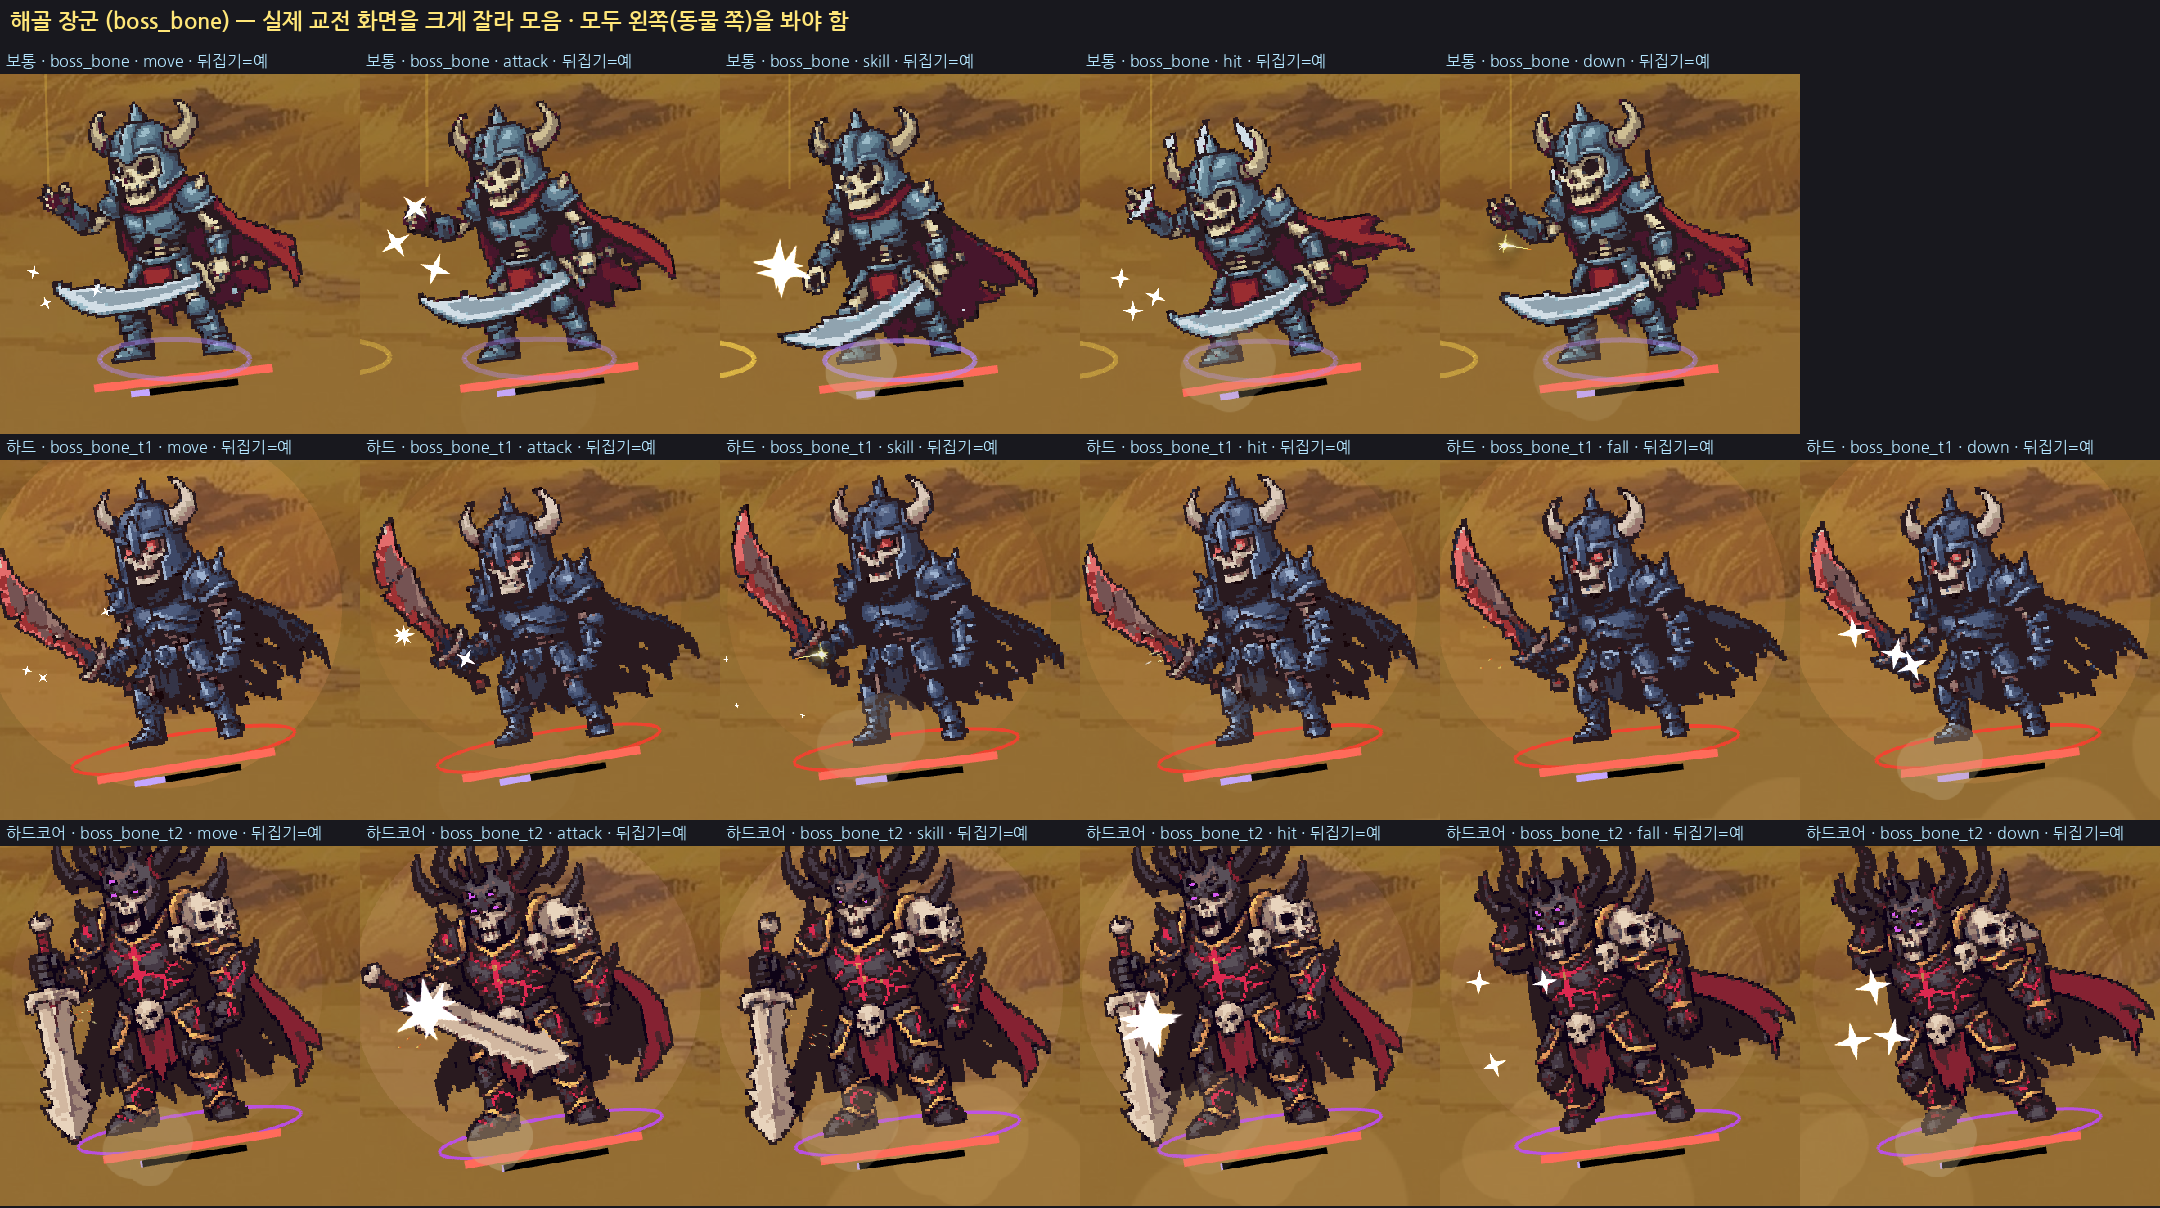 해골 장군 (boss_bone) — 실제 교전 화면을 크게 잘라 모음 · 모두 왼쪽(동물 쪽)을 봐야 함
보통 · boss_bone · move · 뒤집기=예
보통 · boss_bone · attack · 뒤집기=예
보통 · boss_bone · skill · 뒤집기=예
보통 · boss_bone · hit · 뒤집기=예
보통 · boss_bone · down · 뒤집기=예
하드 · boss_bone_t1 · move · 뒤집기=예
하드 · boss_bone_t1 · attack · 뒤집기=예
하드 · boss_bone_t1 · skill · 뒤집기=예
하드 · boss_bone_t1 · hit · 뒤집기=예
하드 · boss_bone_t1 · fall · 뒤집기=예
하드 · boss_bone_t1 · down · 뒤집기=예
하드코어 · boss_bone_t2 · move · 뒤집기=예
하드코어 · boss_bone_t2 · attack · 뒤집기=예
하드코어 · boss_bone_t2 · skill · 뒤집기=예
하드코어 · boss_bone_t2 · hit · 뒤집기=예
하드코어 · boss_bone_t2 · fall · 뒤집기=예
하드코어 · boss_bone_t2 · down · 뒤집기=예